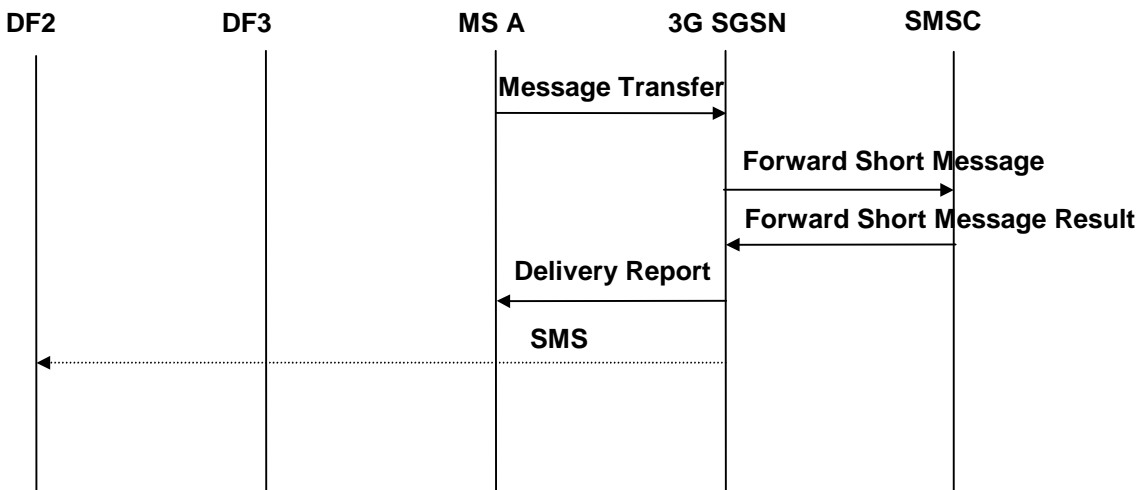 DF2 DF3 MS A 3G SGSN SMSC
Message Transfer
Forward Short Message
Forward Short Message Result
Delivery Report
SMS